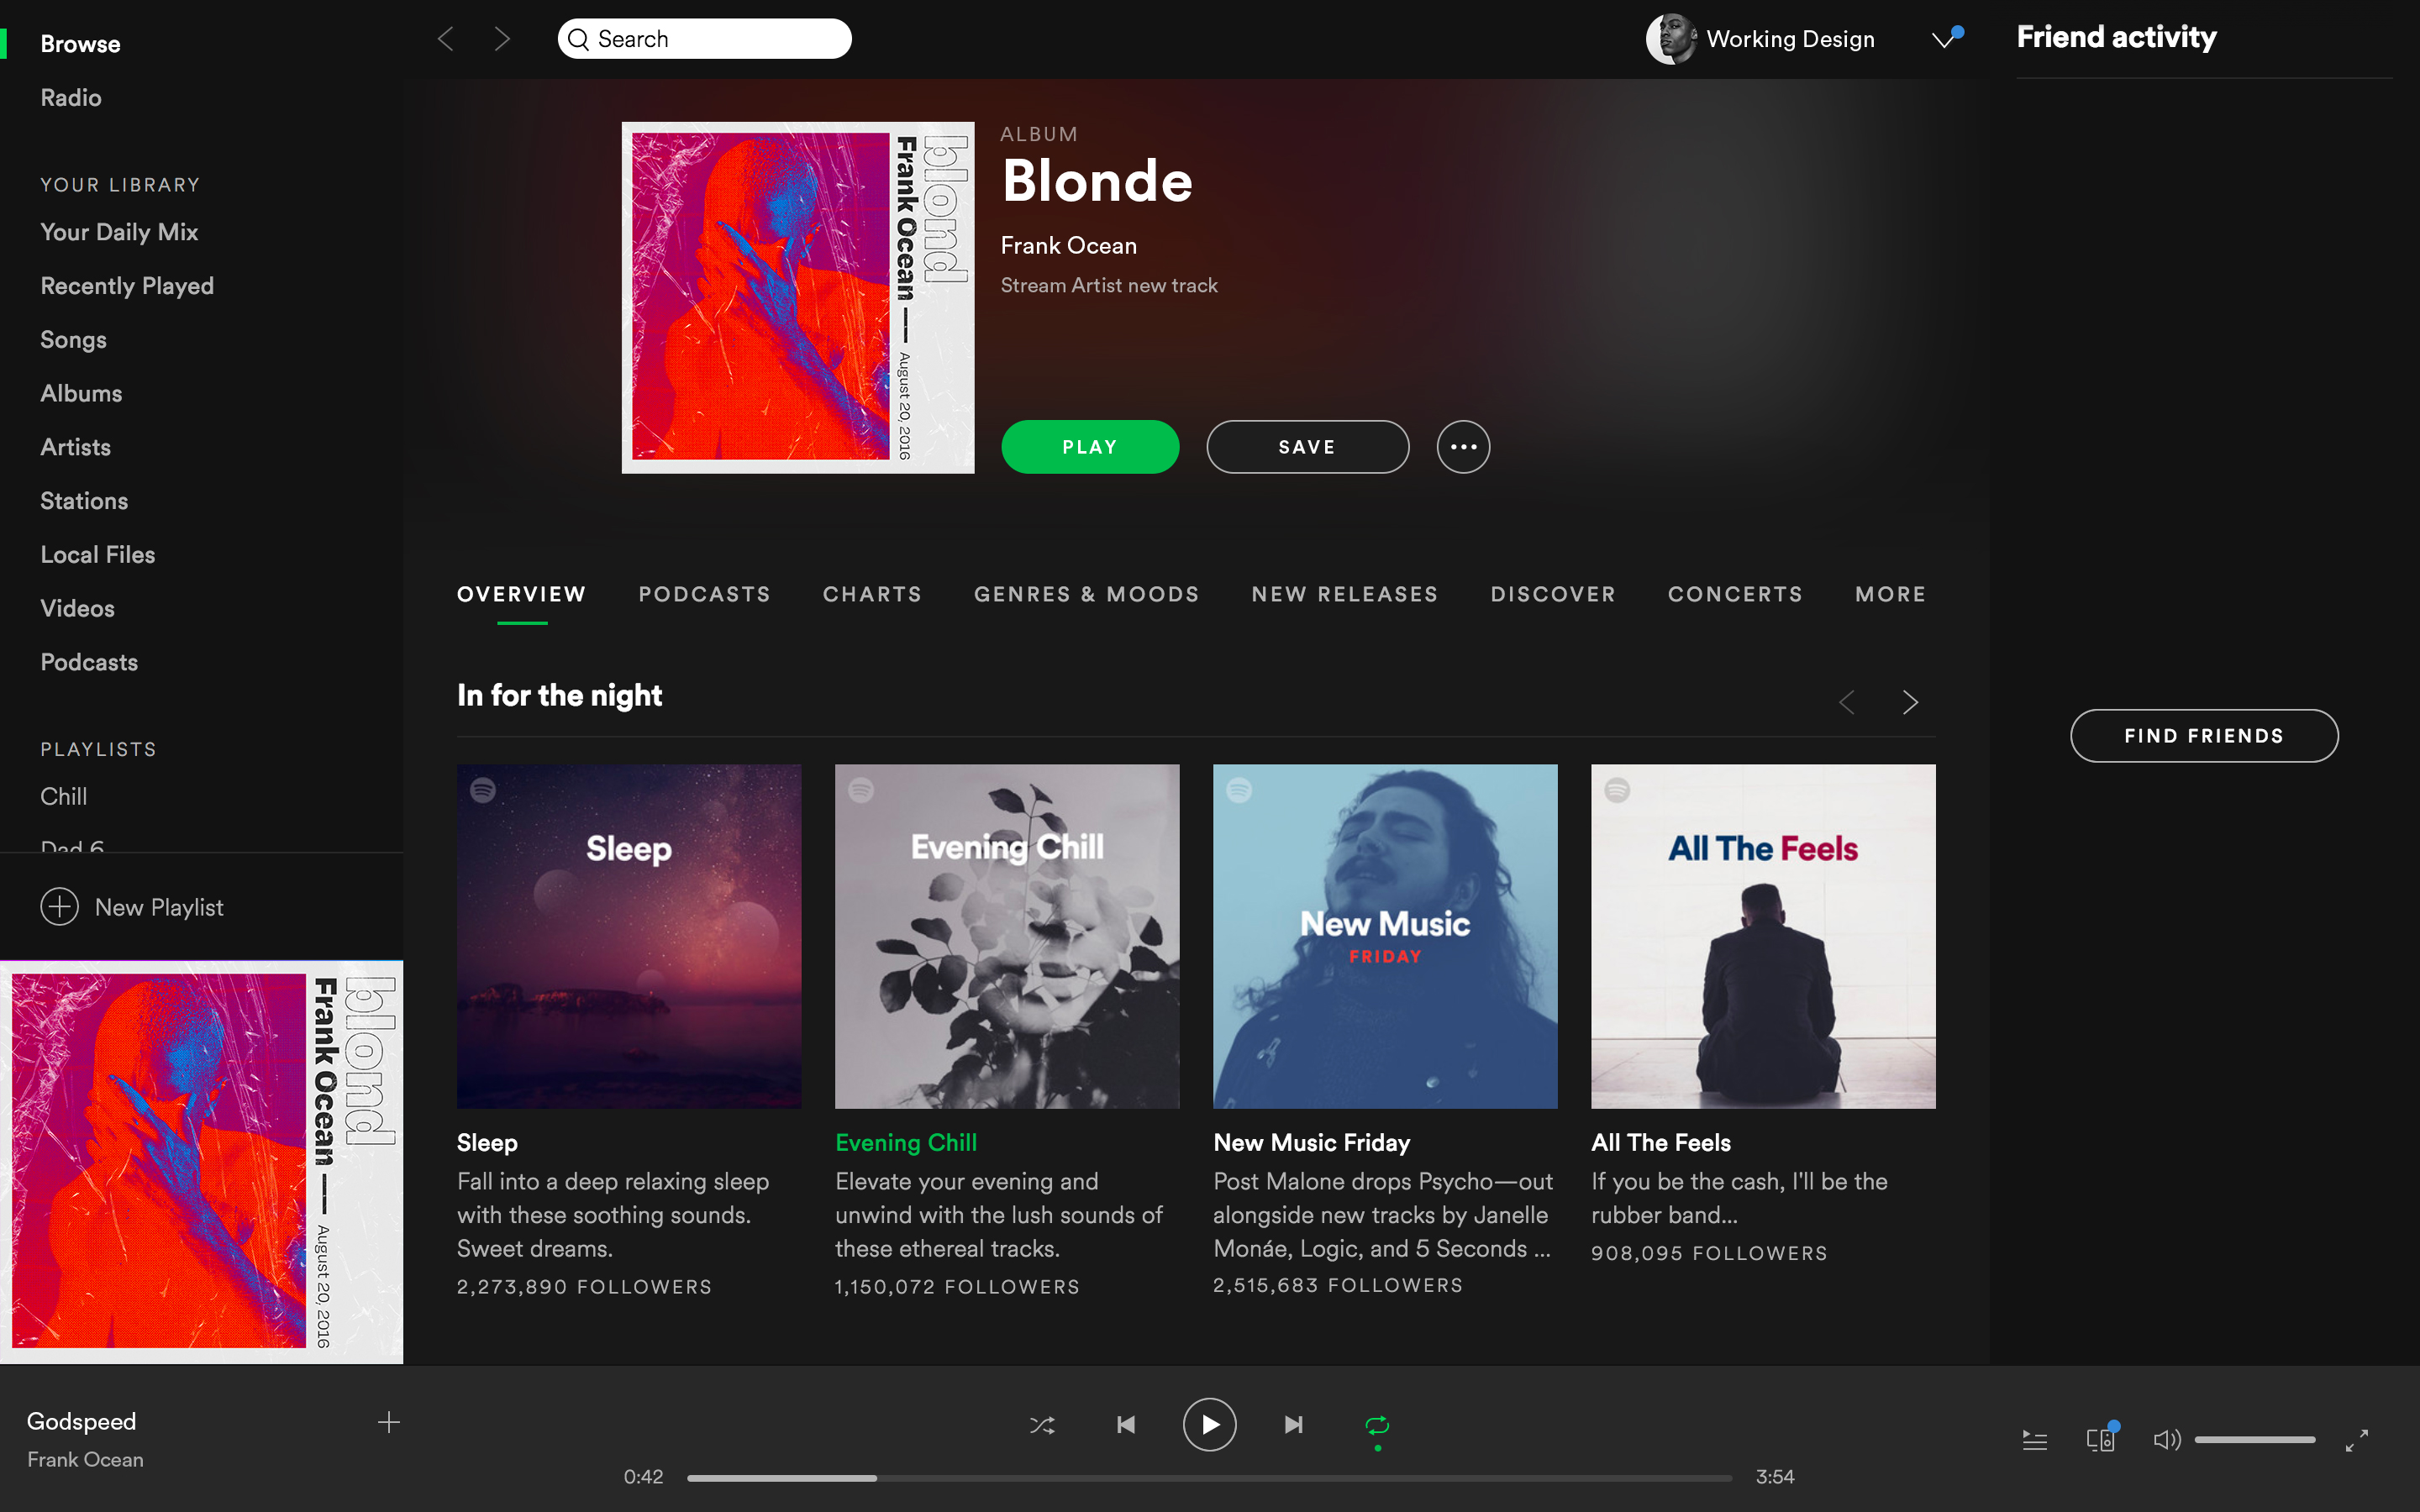 Browse
Radio
YOUR LIBRARY
Your Daily Mix
Recently Played
Songs
Albums
Artists
Stations
Local Files
Videos
Podcasts
PLAYLISTS
Chill
Dad 6
New Playlist
blond
Frank Ocean — August 20, 2016
Search
Working Design
blond
Frank Ocean — August 20, 2016
ALBUM
Blonde
Frank Ocean
Stream Artist new track
PLAY
SAVE
OVERVIEW PODCASTS CHARTS GENRES & MOODS NEW RELEASES DISCOVER CONCERTS MORE
In for the night
Sleep
Sleep
Fall into a deep relaxing sleep
with these soothing sounds.
Sweet dreams.
2,273,890 FOLLOWERS
Evening Chill
Evening Chill
Elevate your evening and
unwind with the lush sounds of
these ethereal tracks.
1,150,072 FOLLOWERS
New Music
FRIDAY
New Music Friday
Post Malone drops Psycho—out
alongside new tracks by Janelle
Monáe, Logic, and 5 Seconds ...
2,515,683 FOLLOWERS
All The Feels
All The Feels
If you be the cash, I'll be the
rubber band...
908,095 FOLLOWERS
Friend activity
FIND FRIENDS
Godspeed
Frank Ocean
0:42
3:54